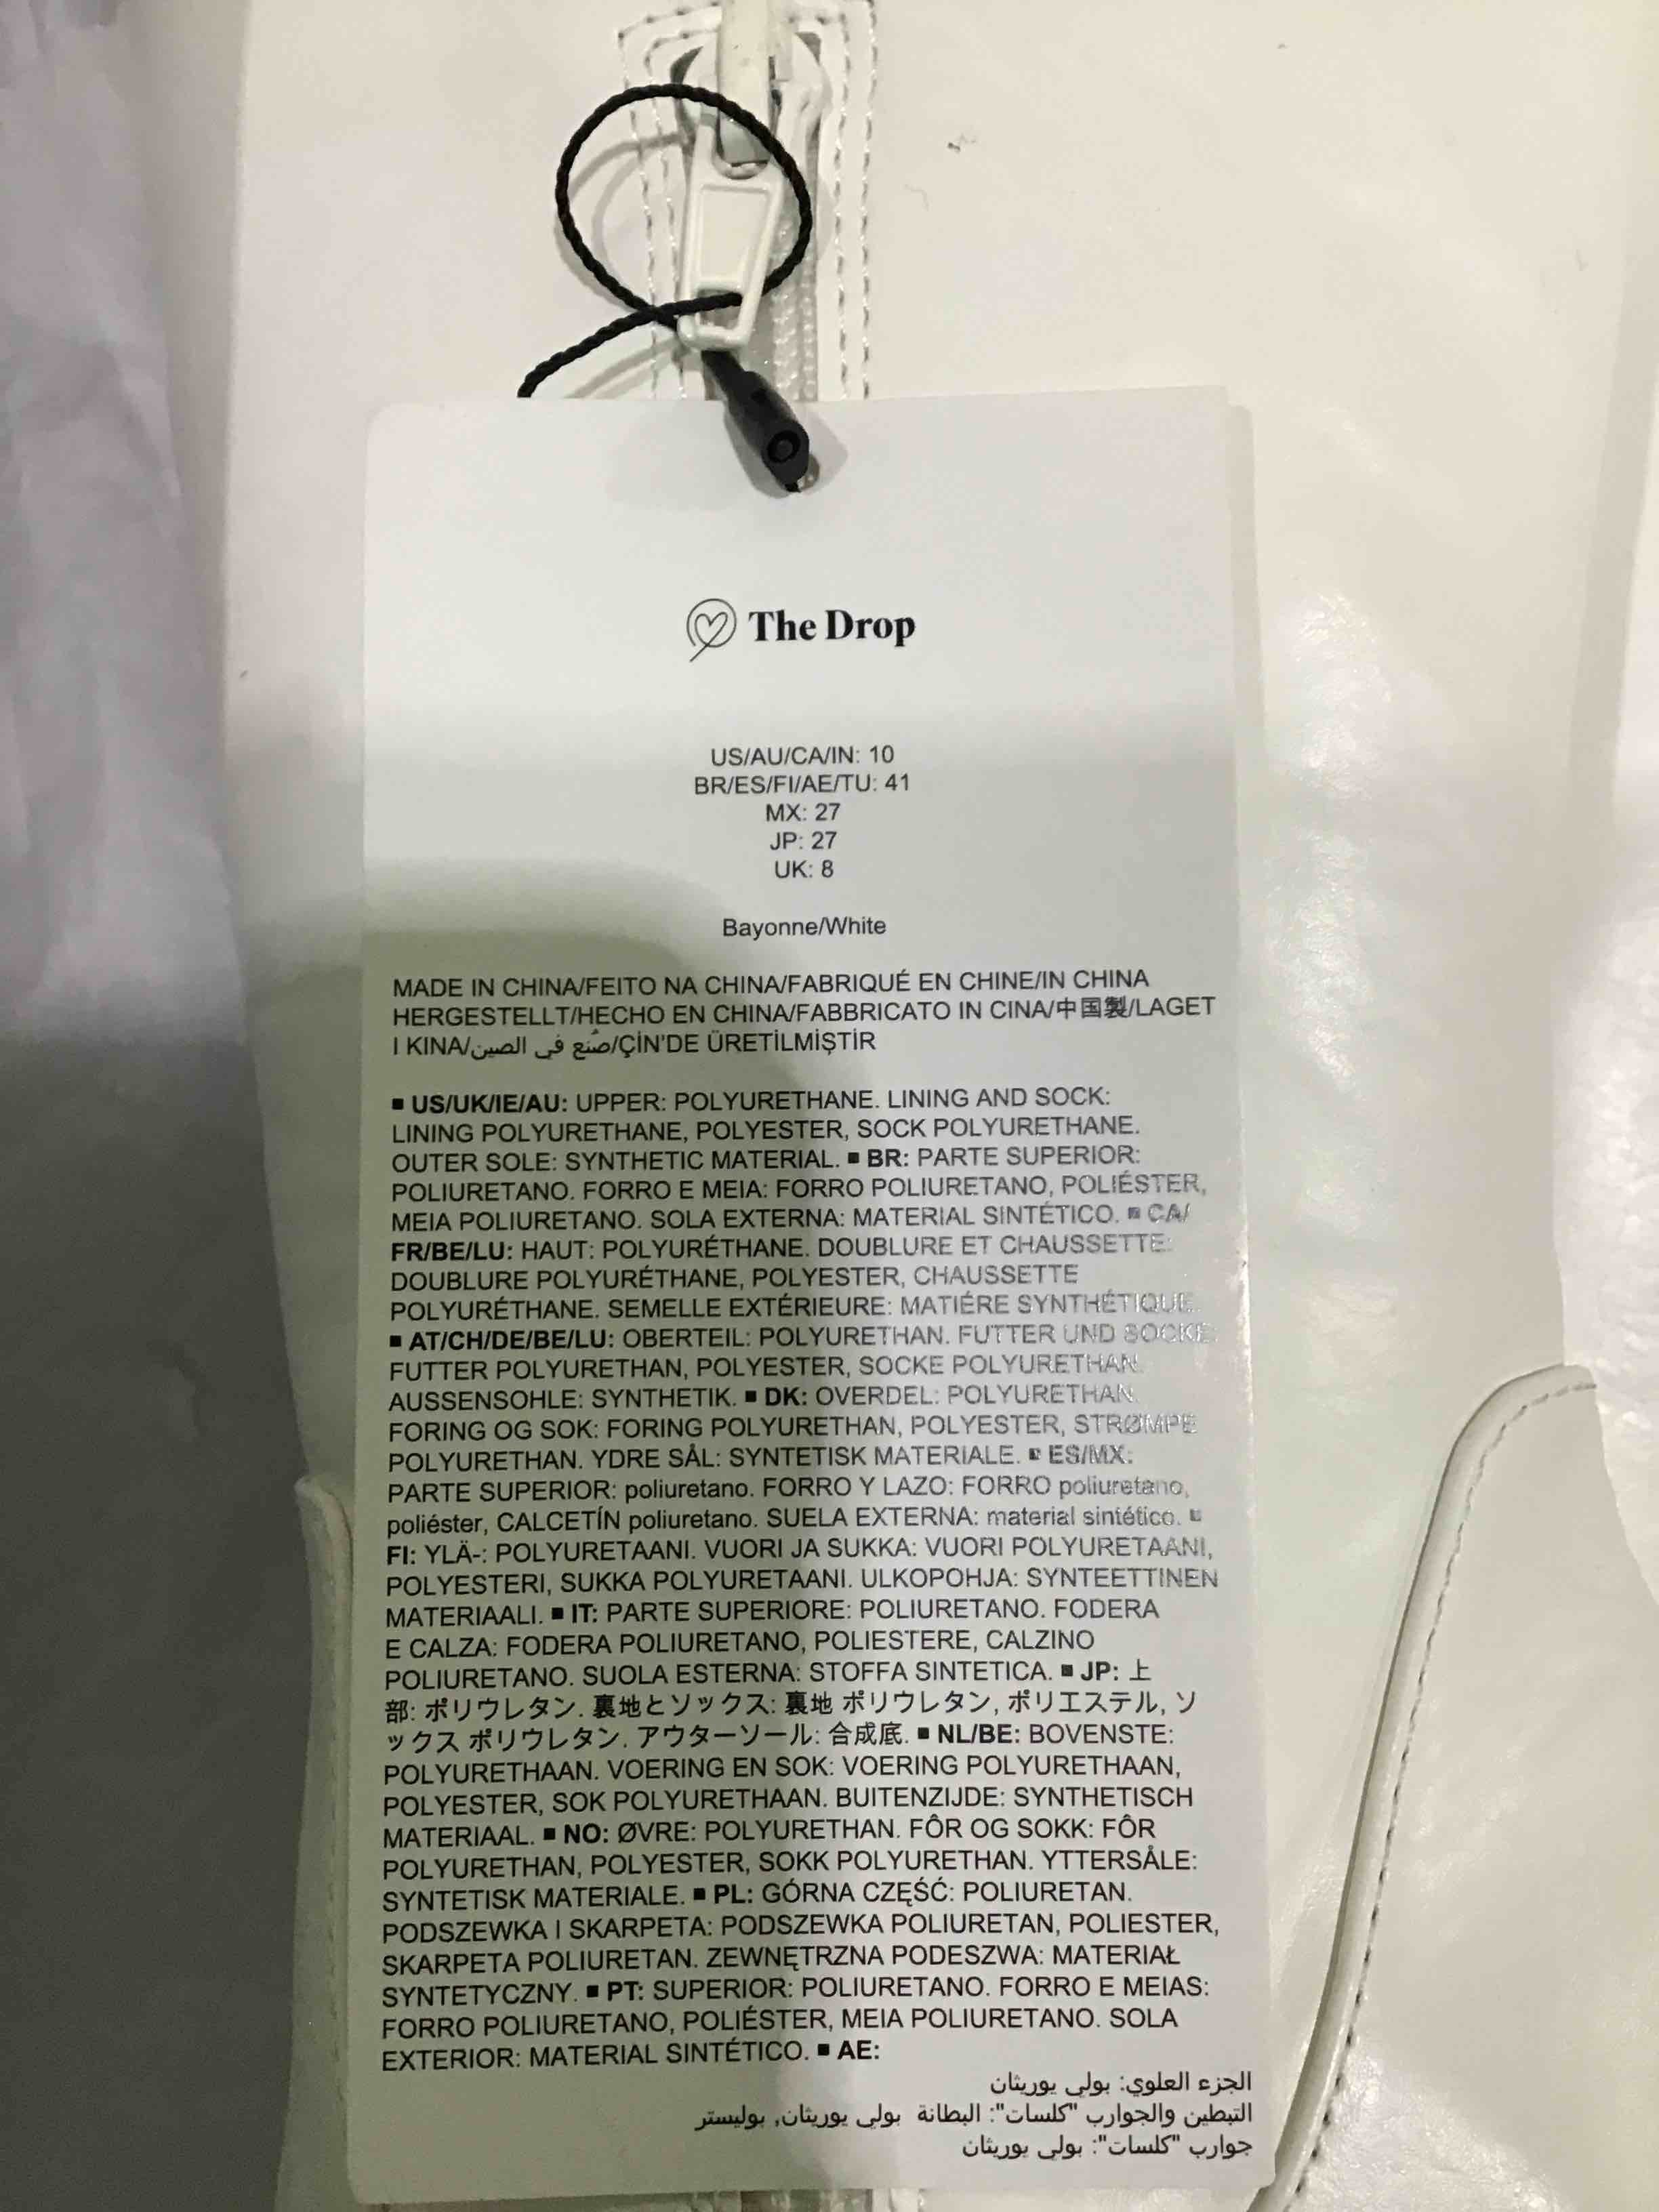 The Drop
US/AU/CA/IN: 10
BR/ES/FI/AE/TU: 41
MX: 27
JP: 27
UK: 8
Bayonne/White
MADE IN CHINA/FEITO NA CHINA/FABRIQUÉ EN CHINE/IN CHINA
HERGESTELLT/HECHO EN CHINA/FABBRICATO IN CINA/中国製/LAGET
I KINA/صُنع في الصين/ÇİN'DE ÜRETİLMİŞTİR
▪ US/UK/IE/AU: UPPER: POLYURETHANE. LINING AND SOCK:
LINING POLYURETHANE, POLYESTER, SOCK POLYURETHANE.
OUTER SOLE: SYNTHETIC MATERIAL. ▪ BR: PARTE SUPERIOR:
POLIURETANO. FORRO E MEIA: FORRO POLIURETANO, POLIÉSTER,
MEIA POLIURETANO. SOLA EXTERNA: MATERIAL SINTÉTICO. ▪ CA/
FR/BE/LU: HAUT: POLYURÉTHANE. DOUBLURE ET CHAUSSETTE:
DOUBLURE POLYURÉTHANE, POLYESTER, CHAUSSETTE
POLYURÉTHANE. SEMELLE EXTÉRIEURE: MATIÉRE SYNTHÉTIQUE.
▪ AT/CH/DE/BE/LU: OBERTEIL: POLYURETHAN. FUTTER UND SOCKE:
FUTTER POLYURETHAN, POLYESTER, SOCKE POLYURETHAN.
AUSSENSOHLE: SYNTHETIK. ▪ DK: OVERDEL: POLYURETHAN.
FORING OG SOK: FORING POLYURETHAN, POLYESTER, STRØMPE
POLYURETHAN. YDRE SÅL: SYNTETISK MATERIALE. ▪ ES/MX:
PARTE SUPERIOR: poliuretano. FORRO Y LAZO: FORRO poliuretano,
poliéster, CALCETÍN poliuretano. SUELA EXTERNA: material sintético. ▪
FI: YLÄ-: POLYURETAANI. VUORI JA SUKKA: VUORI POLYURETAANI,
POLYESTERI, SUKKA POLYURETAANI. ULKOPOHJA: SYNTEETTINEN
MATERIAALI. ▪ IT: PARTE SUPERIORE: POLIURETANO. FODERA
E CALZA: FODERA POLIURETANO, POLIESTERE, CALZINO
POLIURETANO. SUOLA ESTERNA: STOFFA SINTETICA. ▪ JP: 上
部: ポリウレタン. 裏地とソックス: 裏地 ポリウレタン, ポリエステル, ソ
ックス ポリウレタン. アウターソール: 合成底. ▪ NL/BE: BOVENSTE:
POLYURETHAAN. VOERING EN SOK: VOERING POLYURETHAAN,
POLYESTER, SOK POLYURETHAAN. BUITENZIJDE: SYNTHETISCH
MATERIAAL. ▪ NO: ØVRE: POLYURETHAN. FÔR OG SOKK: FÔR
POLYURETHAN, POLYESTER, SOKK POLYURETHAN. YTTERSÅLE:
SYNTETISK MATERIALE. ▪ PL: GÓRNA CZĘŚĆ: POLIURETAN.
PODSZEWKA I SKARPETA: PODSZEWKA POLIURETAN, POLIESTER,
SKARPETA POLIURETAN. ZEWNĘTRZNA PODESZWA: MATERIAŁ
SYNTETYCZNY. ▪ PT: SUPERIOR: POLIURETANO. FORRO E MEIAS:
FORRO POLIURETANO, POLIÉSTER, MEIA POLIURETANO. SOLA
EXTERIOR: MATERIAL SINTÉTICO. ▪ AE:
الجزء العلوي: بولي يوريثان
التبطين والجوارب "كلسات": البطانة بولي يوريثان, بوليستر
جوارب "كلسات": بولي يوريثان